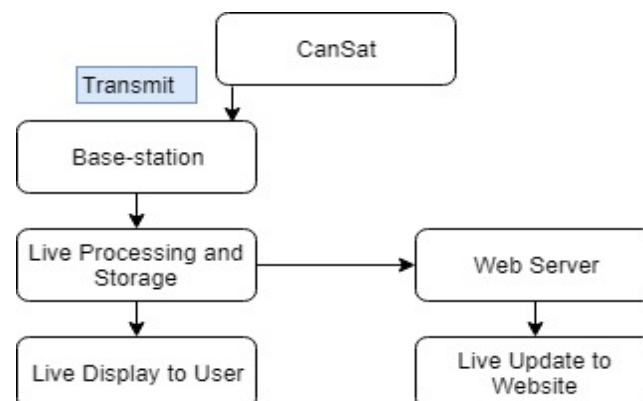 CanSat
Transmit
Base-station
Live Processing and
Storage
Web Server
Live Display to User
Live Update to
Website